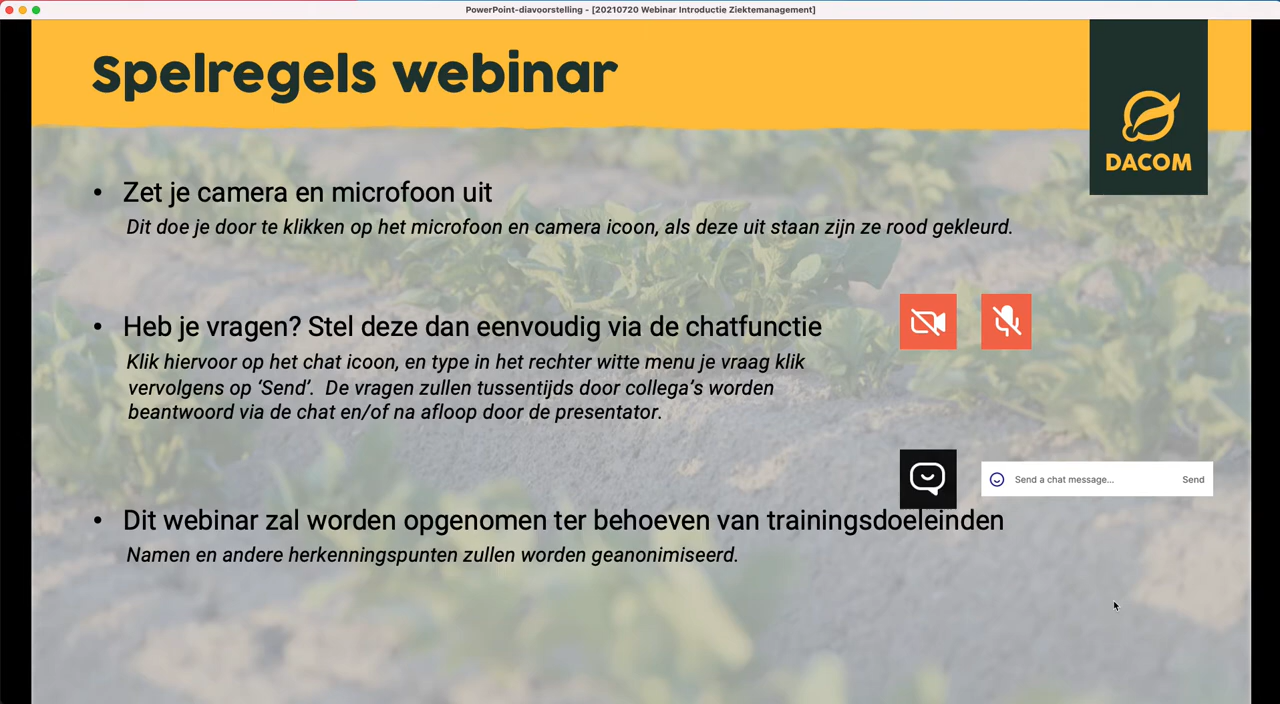 PowerPoint-diavoorstelling - [20210720 Webinar Introductie Ziektemanagement]
Spelregels webinar
DACOM
• Zet je camera en microfoon uit
Dit doe je door te klikken op het microfoon en camera icoon, als deze uit staan zijn ze rood gekleurd.
• Heb je vragen? Stel deze dan eenvoudig via de chatfunctie
Klik hiervoor op het chat icoon, en type in het rechter witte menu je vraag klik
vervolgens op ‘Send’.  De vragen zullen tussentijds door collega’s worden
beantwoord via de chat en/of na afloop door de presentator.
Send a chat message... Send
• Dit webinar zal worden opgenomen ter behoeven van trainingsdoeleinden
Namen en andere herkenningspunten zullen worden geanonimiseerd.